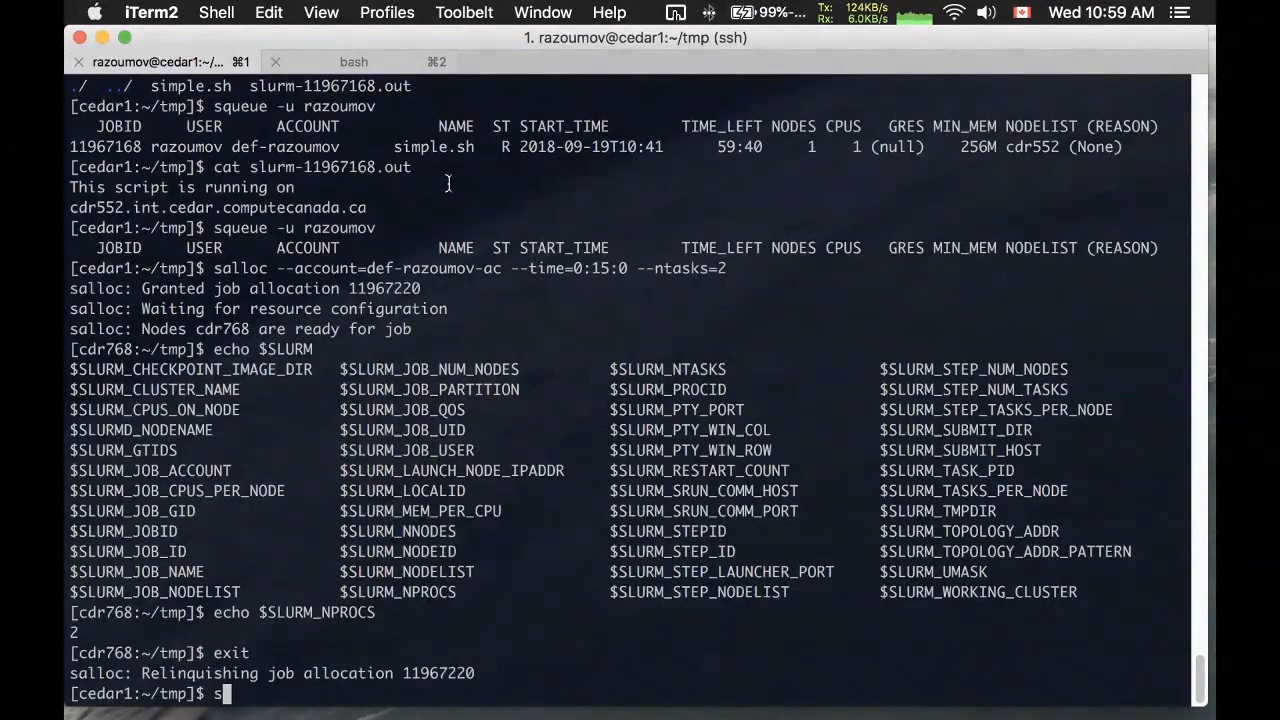 iTerm2 Shell Edit View Profiles Toolbelt Window Help 99%-... Tx: 124KB/s Rx: 6.0KB/s Wed 10:59 AM
1. razoumov@cedar1:~/tmp (ssh)
razoumov@cedar1:~/... ⌘1 bash ⌘2
./ ../ simple.sh slurm-11967168.out
[cedar1:~/tmp]$ squeue -u razoumov
JOBID USER ACCOUNT NAME ST START_TIME TIME_LEFT NODES CPUS GRES MIN_MEM NODELIST (REASON)
11967168 razoumov def-razoumov simple.sh R 2018-09-19T10:41 59:40 1 1 (null) 256M cdr552 (None)
[cedar1:~/tmp]$ cat slurm-11967168.out
This script is running on
cdr552.int.cedar.computecanada.ca
[cedar1:~/tmp]$ squeue -u razoumov
JOBID USER ACCOUNT NAME ST START_TIME TIME_LEFT NODES CPUS GRES MIN_MEM NODELIST (REASON)
[cedar1:~/tmp]$ salloc --account=def-razoumov-ac --time=0:15:0 --ntasks=2
salloc: Granted job allocation 11967220
salloc: Waiting for resource configuration
salloc: Nodes cdr768 are ready for job
[cdr768:~/tmp]$ echo $SLURM
$SLURM_CHECKPOINT_IMAGE_DIR $SLURM_JOB_NUM_NODES $SLURM_NTASKS $SLURM_STEP_NUM_NODES
$SLURM_CLUSTER_NAME $SLURM_JOB_PARTITION $SLURM_PROCID $SLURM_STEP_NUM_TASKS
$SLURM_CPUS_ON_NODE $SLURM_JOB_QOS $SLURM_PTY_PORT $SLURM_STEP_TASKS_PER_NODE
$SLURMD_NODENAME $SLURM_JOB_UID $SLURM_PTY_WIN_COL $SLURM_SUBMIT_DIR
$SLURM_GTIDS $SLURM_JOB_USER $SLURM_PTY_WIN_ROW $SLURM_SUBMIT_HOST
$SLURM_JOB_ACCOUNT $SLURM_LAUNCH_NODE_IPADDR $SLURM_RESTART_COUNT $SLURM_TASK_PID
$SLURM_JOB_CPUS_PER_NODE $SLURM_LOCALID $SLURM_SRUN_COMM_HOST $SLURM_TASKS_PER_NODE
$SLURM_JOB_GID $SLURM_MEM_PER_CPU $SLURM_SRUN_COMM_PORT $SLURM_TMPDIR
$SLURM_JOBID $SLURM_NNODES $SLURM_STEPID $SLURM_TOPOLOGY_ADDR
$SLURM_JOB_ID $SLURM_NODEID $SLURM_STEP_ID $SLURM_TOPOLOGY_ADDR_PATTERN
$SLURM_JOB_NAME $SLURM_NODELIST $SLURM_STEP_LAUNCHER_PORT $SLURM_UMASK
$SLURM_JOB_NODELIST $SLURM_NPROCS $SLURM_STEP_NODELIST $SLURM_WORKING_CLUSTER
[cdr768:~/tmp]$ echo $SLURM_NPROCS
2
[cdr768:~/tmp]$ exit
salloc: Relinquishing job allocation 11967220
[cedar1:~/tmp]$ s